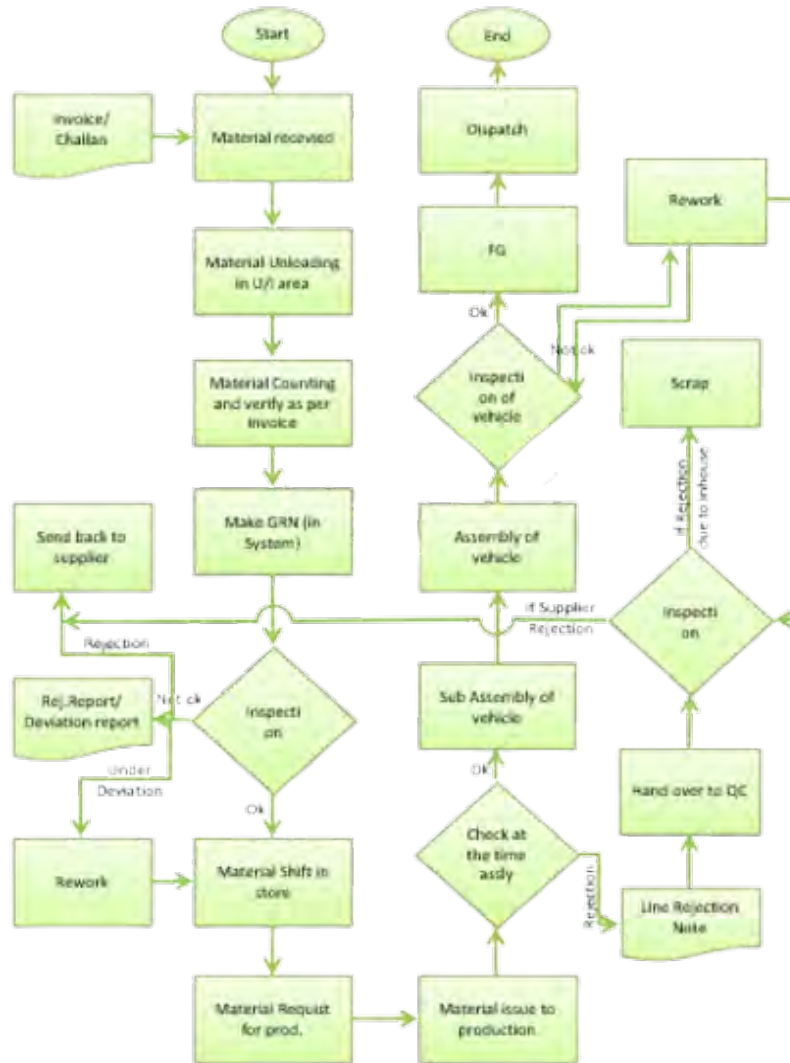 Start
End
Invoice/
Challan
Material recevied
Dispatch
Rework
Material Unloading
in U/I area
FG
Ok
Not ok
Material Counting
and verify as per
invoice
Inspecti
on of
vehicle
Scrap
If Rejection
due to inhouse
Send back to
supplier
Make GRN (in
System)
Assembly of
vehicle
If Supplier
Rejection
Inspecti
on
Rejection
Rej.Report/
Deviation report
Not ok
Inspecti
on
Sub Assembly of
vehicle
Under
Deviation
Ok
Ok
Hand over to QC
Rework
Material Shift in
store
Check at
the time
assly
Rejection
Line Rejection
Note
Material Requist
for prod.
Material issue to
production